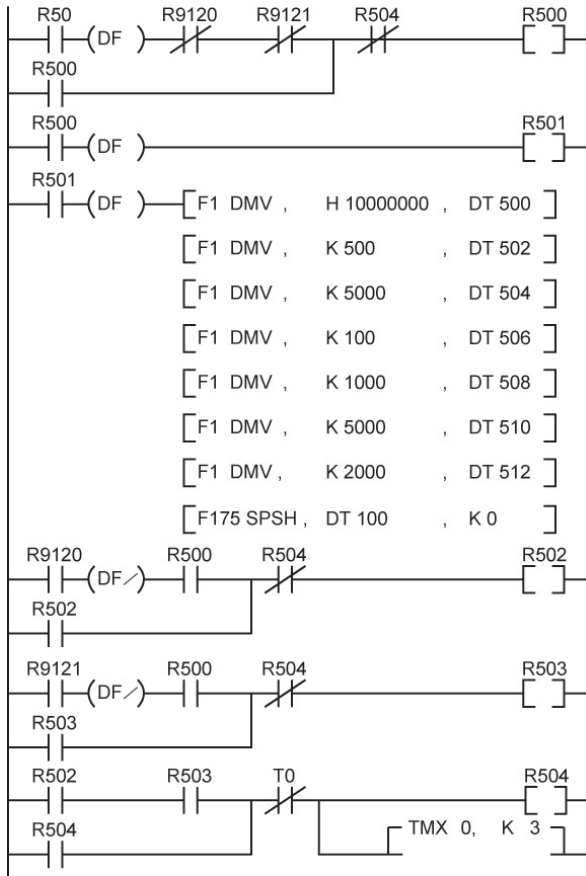 R50 R9120 R9121 R504 R500
(DF )
R500
R500 R501
(DF )
R501
(DF ) [F1 DMV , H 10000000 , DT 500 ]
[F1 DMV , K 500 , DT 502 ]
[F1 DMV , K 5000 , DT 504 ]
[F1 DMV , K 100 , DT 506 ]
[F1 DMV , K 1000 , DT 508 ]
[F1 DMV , K 5000 , DT 510 ]
[F1 DMV, K 2000 , DT 512 ]
[F175 SPSH , DT 100 , K 0 ]
R9120 R500 R504 R502
(DF/)
R502
R9121 R500 R504 R503
(DF/)
R503
R502 R503 T0 R504
R504 TMX 0, K 3